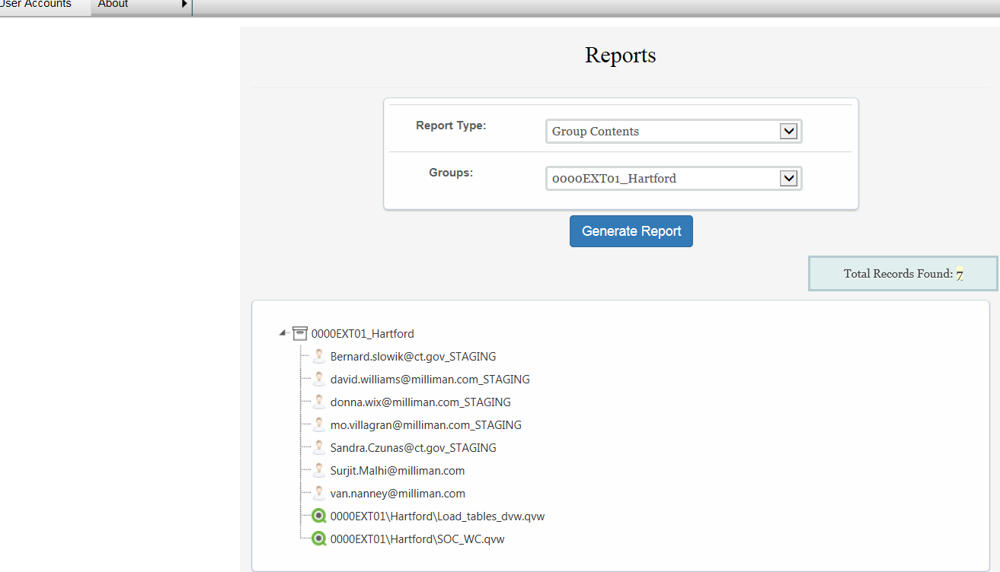 User Accounts About
Reports
Report Type: Group Contents
Groups: 0000EXT01_Hartford
Generate Report
Total Records Found: 7
0000EXT01_Hartford
Bernard.slowik@ct.gov_STAGING
david.williams@milliman.com_STAGING
donna.wix@milliman.com_STAGING
mo.villagran@milliman.com_STAGING
Sandra.Czunas@ct.gov_STAGING
Surjit.Malhi@milliman.com
van.nanney@milliman.com
0000EXT01\Hartford\Load_tables_dvw.qvw
0000EXT01\Hartford\SOC_WC.qvw